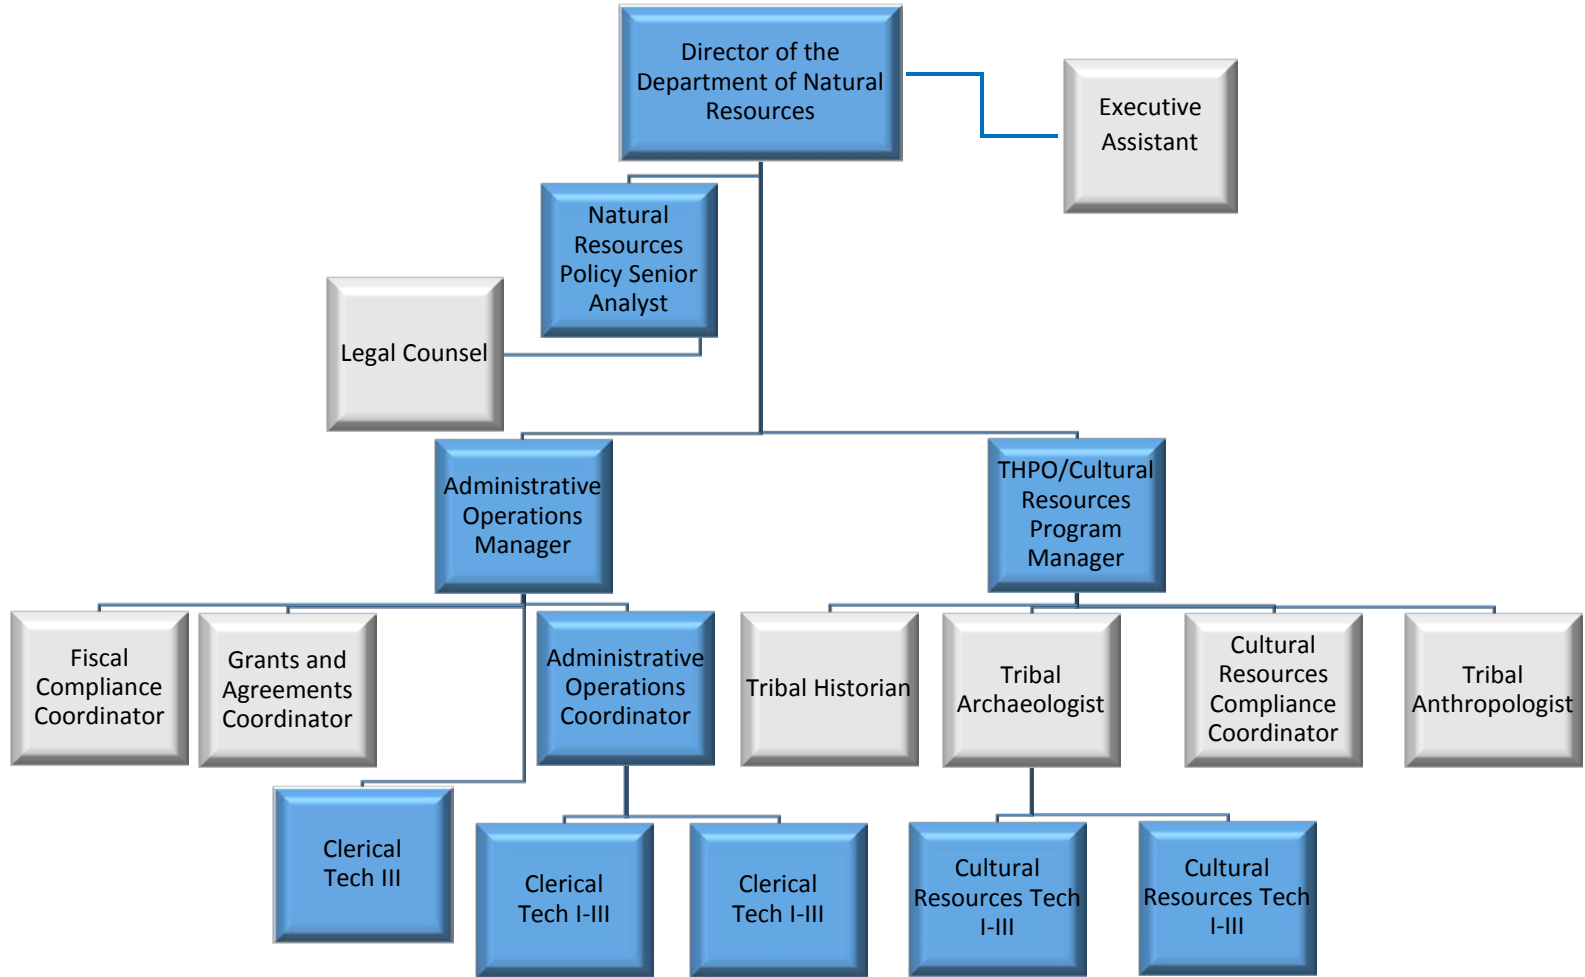 Director of the
Department of Natural
Resources
Executive
Assistant
Natural
Resources
Policy Senior
Analyst
Legal Counsel
Administrative
Operations
Manager
THPO/Cultural
Resources
Program
Manager
Fiscal
Compliance
Coordinator
Grants and
Agreements
Coordinator
Administrative
Operations
Coordinator
Tribal Historian
Tribal
Archaeologist
Cultural
Resources
Compliance
Coordinator
Tribal
Anthropologist
Clerical
Tech III
Clerical
Tech I-III
Clerical
Tech I-III
Cultural
Resources Tech
I-III
Cultural
Resources Tech
I-III